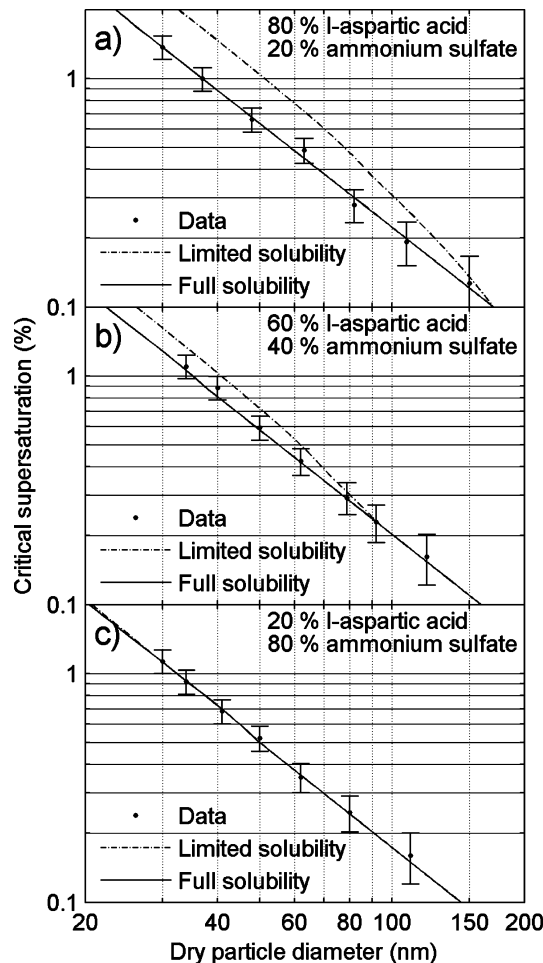 a)
80 % l-aspartic acid
20 % ammonium sulfate
1
Data
Limited solubility
Full solubility
0.1
b)
60 % l-aspartic acid
40 % ammonium sulfate
1
Data
Limited solubility
Full solubility
0.1
c)
20 % l-aspartic acid
80 % ammonium sulfate
1
Data
Limited solubility
Full solubility
0.1
Critical supersaturation (%)
20 40 60 80 100 150 200
Dry particle diameter (nm)